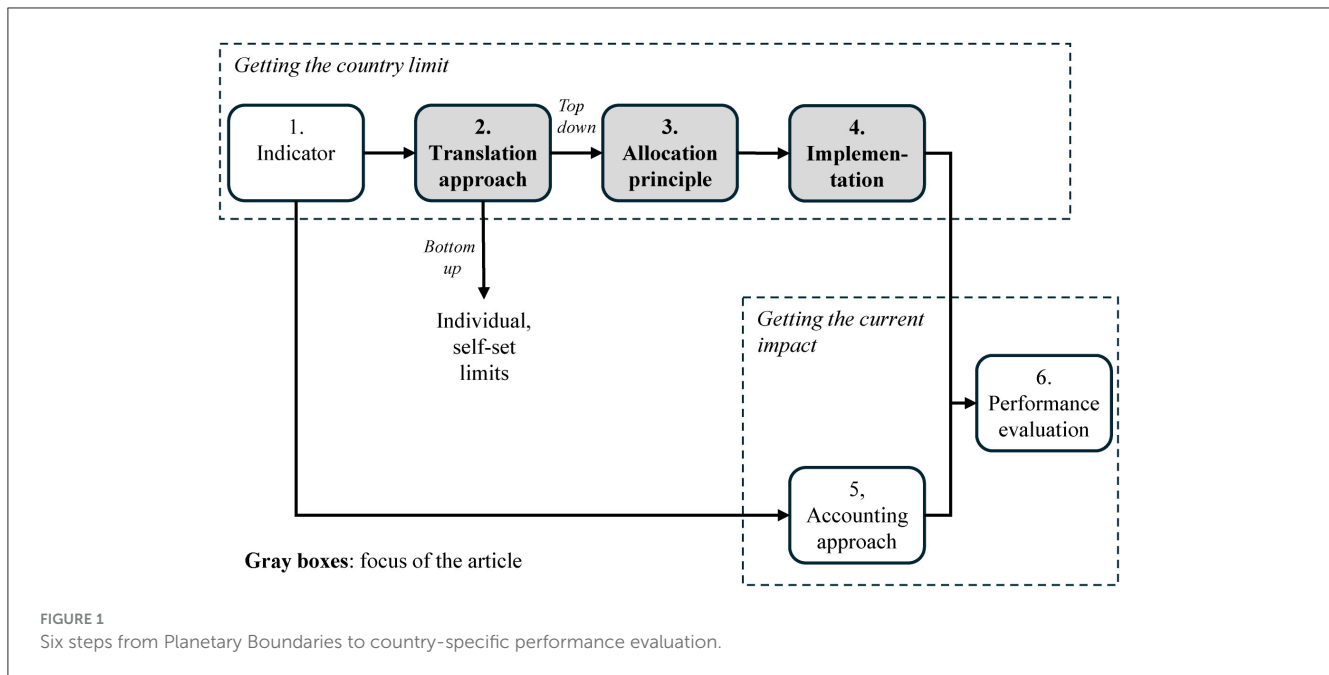 Getting the country limit
1.
Indicator
2.
Translation
approach
Top
down
3.
Allocation
principle
4.
Implemen-
tation
Bottom
up
Individual,
self-set
limits
Getting the current
impact
5,
Accounting
approach
6.
Performance
evaluation
Gray boxes: focus of the article
FIGURE 1
Six steps from Planetary Boundaries to country-specific performance evaluation.